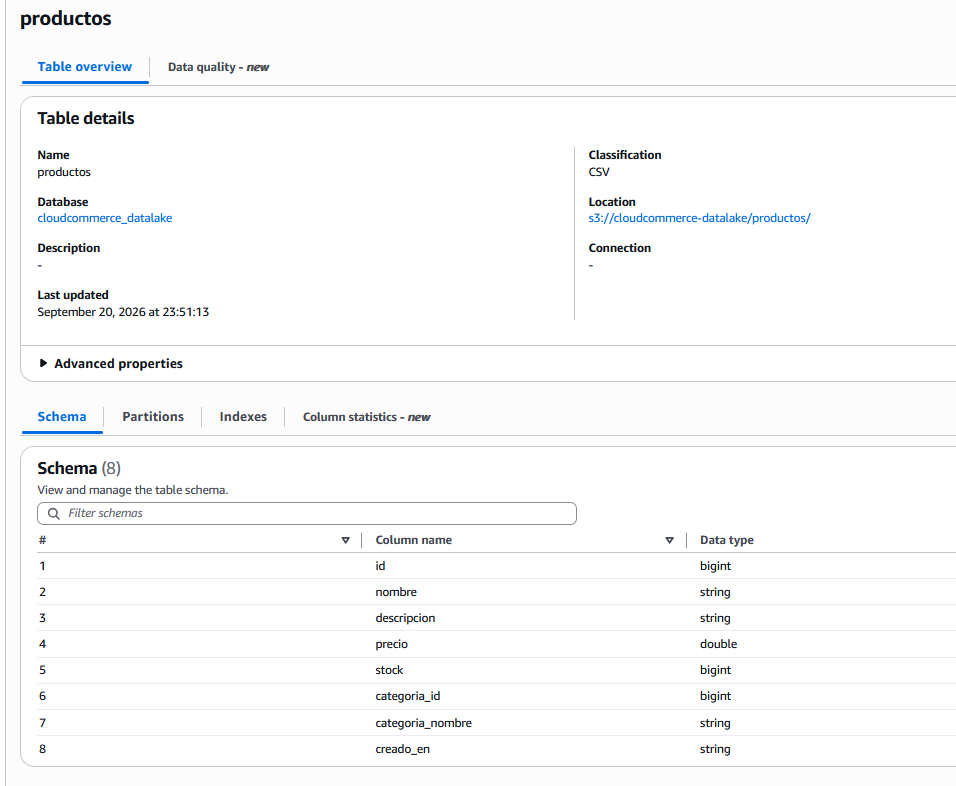 productos
Table overview
Data quality - new
Table details
Name
productos
Database
cloudcommerce_datalake
Description
-
Last updated
September 20, 2026 at 23:51:13
Classification
CSV
Location
s3://cloudcommerce-datalake/productos/
Connection
-
Advanced properties
Schema
Partitions
Indexes
Column statistics - new
Schema (8)
View and manage the table schema.
Filter schemas
# Column name Data type
1 id bigint
2 nombre string
3 descripcion string
4 precio double
5 stock bigint
6 categoria_id bigint
7 categoria_nombre string
8 creado_en string